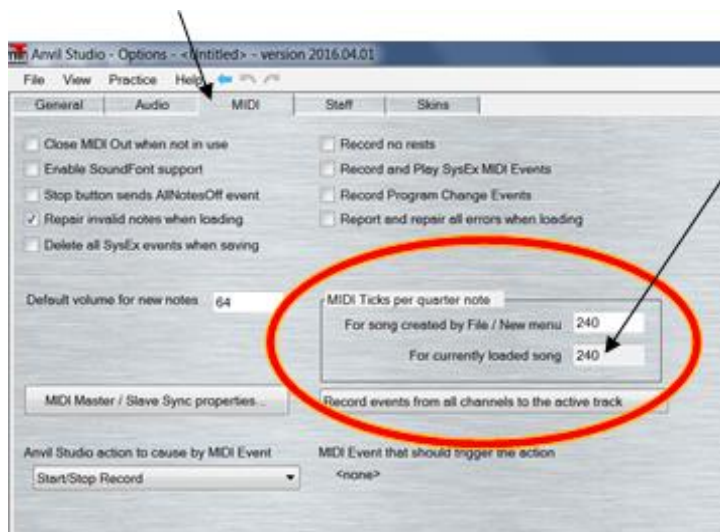 Anvil Studio - Options - <Untitled> - version 2016.04.01
File View Practice Help
General Audio MIDI Staff Skins
Close MIDI Out when not in use
Record no rests
Enable SoundFont support
Record and Play SysEx MIDI Events
Stop button sends AllNotesOff event
Record Program Change Events
Repair invalid notes when loading
Report and repair all errors when loading
Delete all SysEx events when saving
Default volume for new notes 64
MIDI Ticks per quarter note
For song created by File / New menu 240
For currently loaded song 240
MIDI Master / Slave Sync properties...
Record events from all channels to the active track
Anvil Studio action to cause by MIDI Event
MIDI Event that should trigger the action
Start/Stop Record
<none>